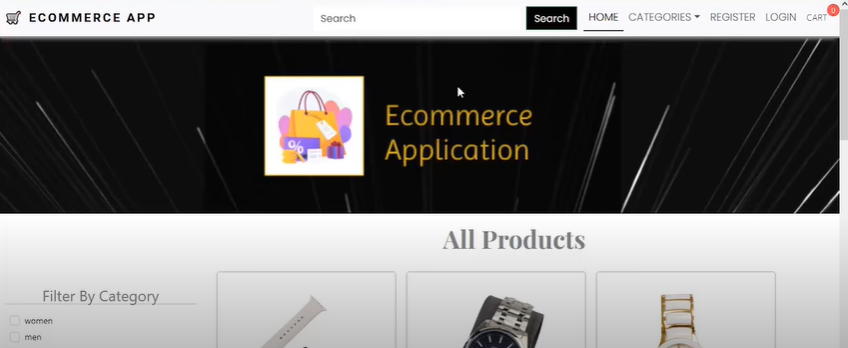 ECOMMERCE APP
Search
Search
HOME
CATEGORIES
REGISTER
LOGIN
CART
0
%
Ecommerce
Application
All Products
Filter By Category
women
men